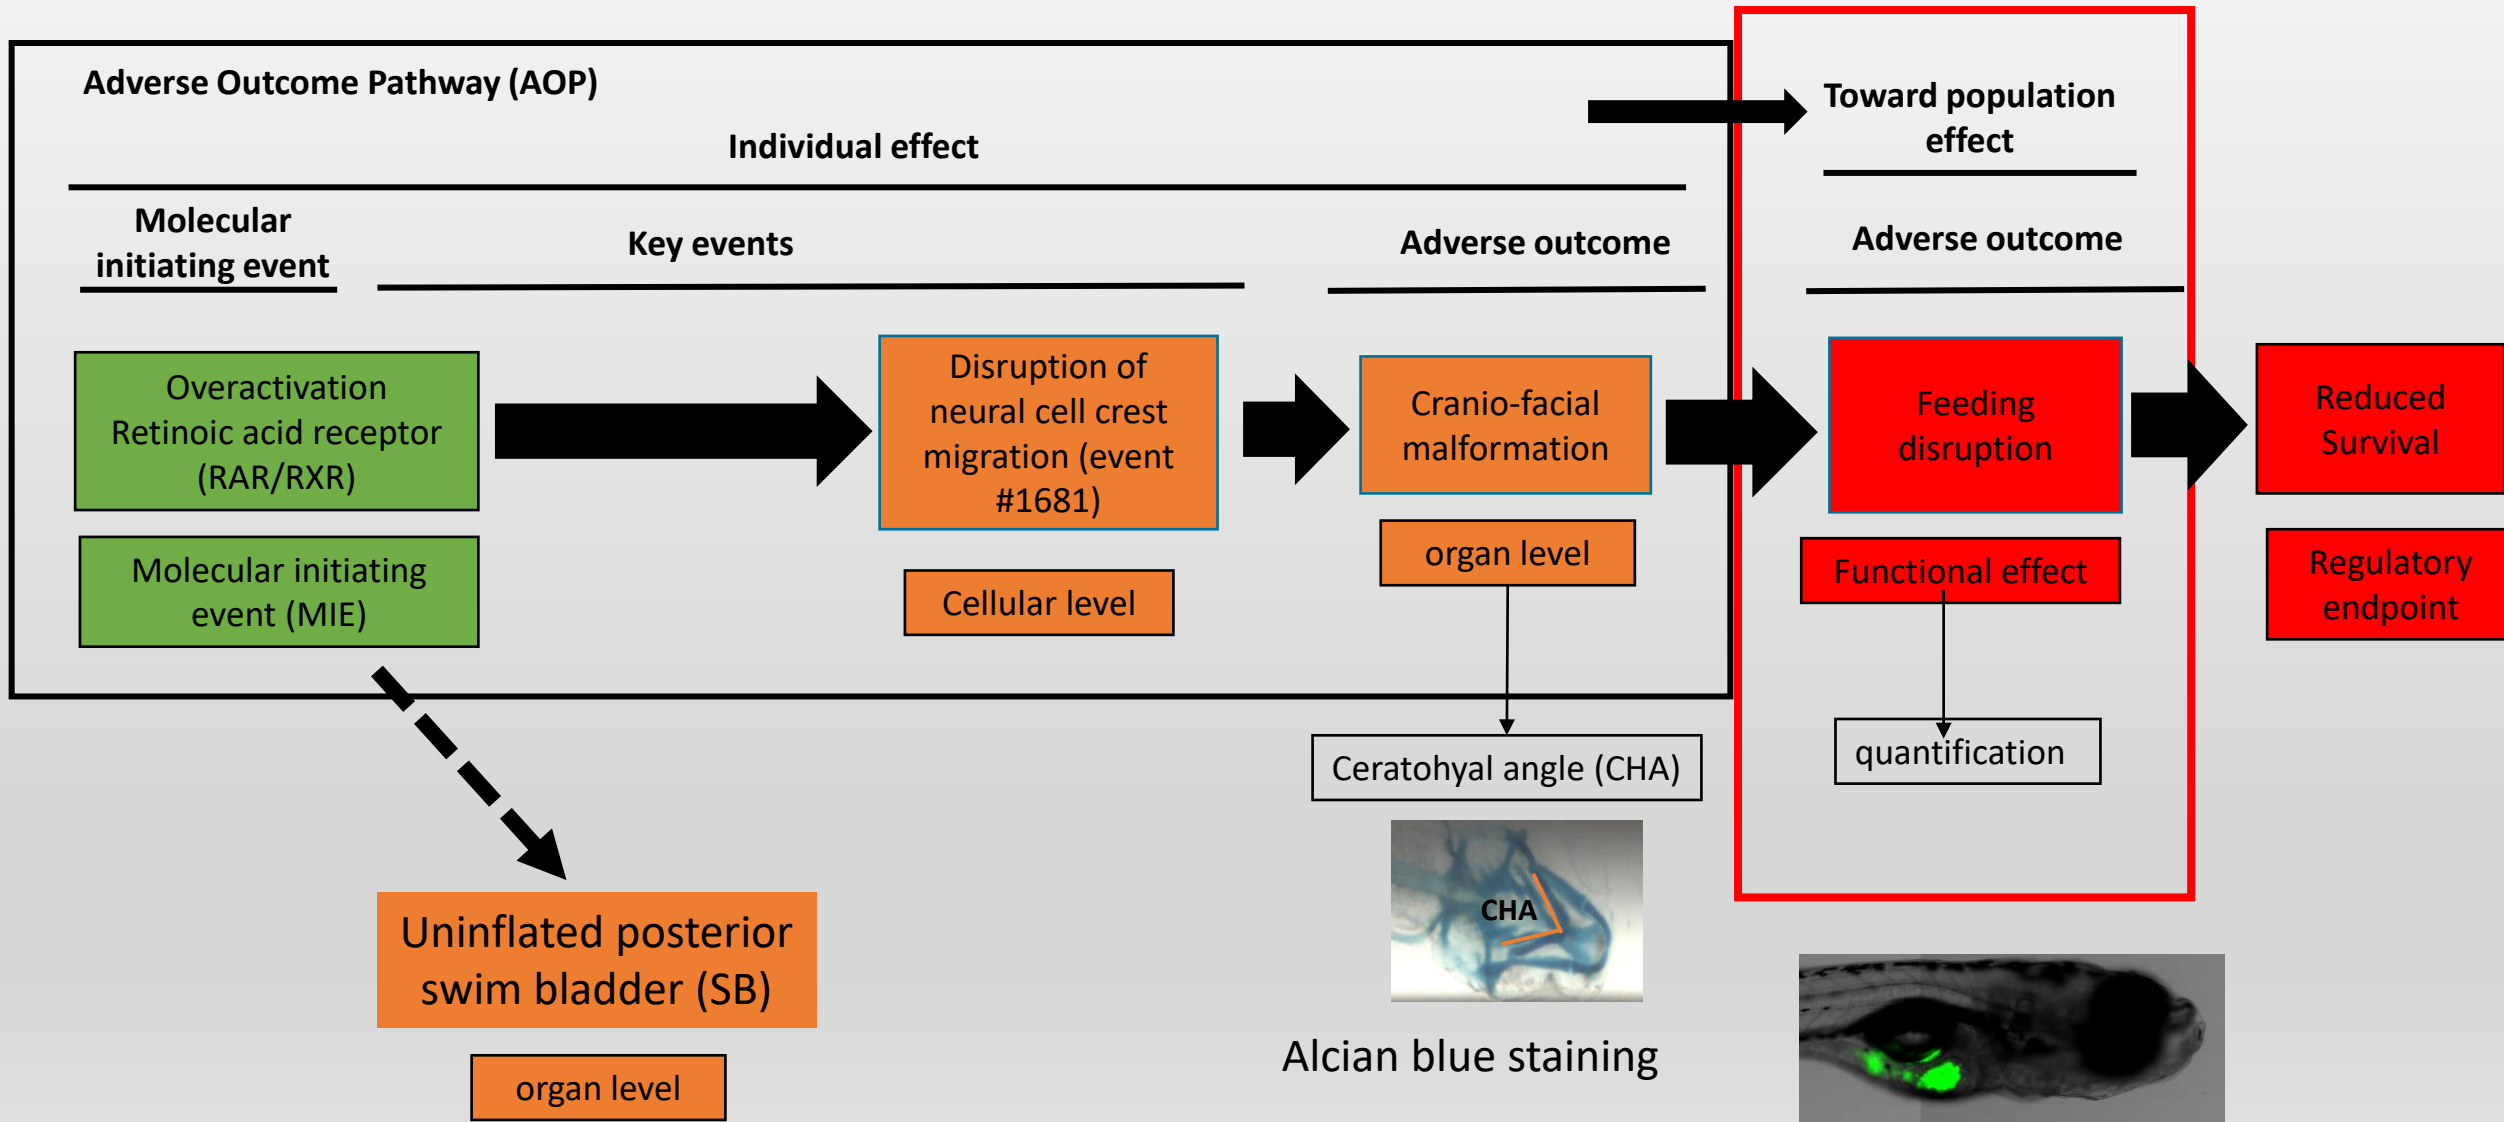 Adverse Outcome Pathway (AOP)
Toward population
effect
Individual effect
Molecular
initiating event
Key events
Adverse outcome
Adverse outcome
Overactivation
Retinoic acid receptor
(RAR/RXR)
Disruption of
neural cell crest
migration (event
#1681)
Cranio-facial
malformation
Feeding
disruption
Reduced
Survival
Molecular initiating
event (MIE)
Cellular level
organ level
Functional effect
Regulatory
endpoint
Ceratohyal angle (CHA)
quantification
CHA
Uninflated posterior
swim bladder (SB)
organ level
Alcian blue staining